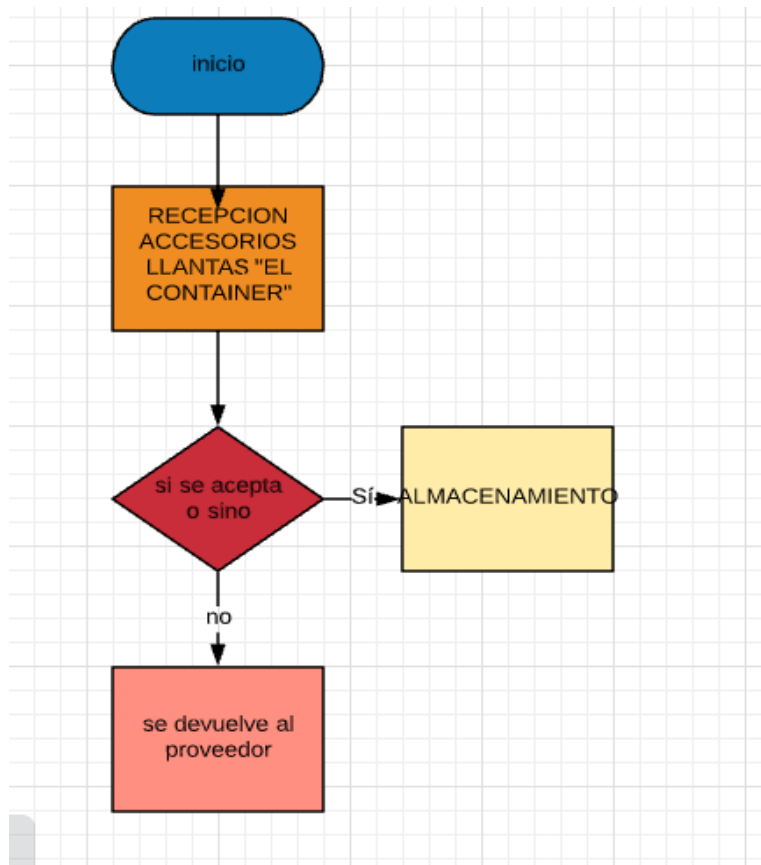 inicio
RECEPCION
ACCESORIOS
LLANTAS "EL
CONTAINER"
si se acepta
o sino
Sí
ALMACENAMIENTO
no
se devuelve al
proveedor